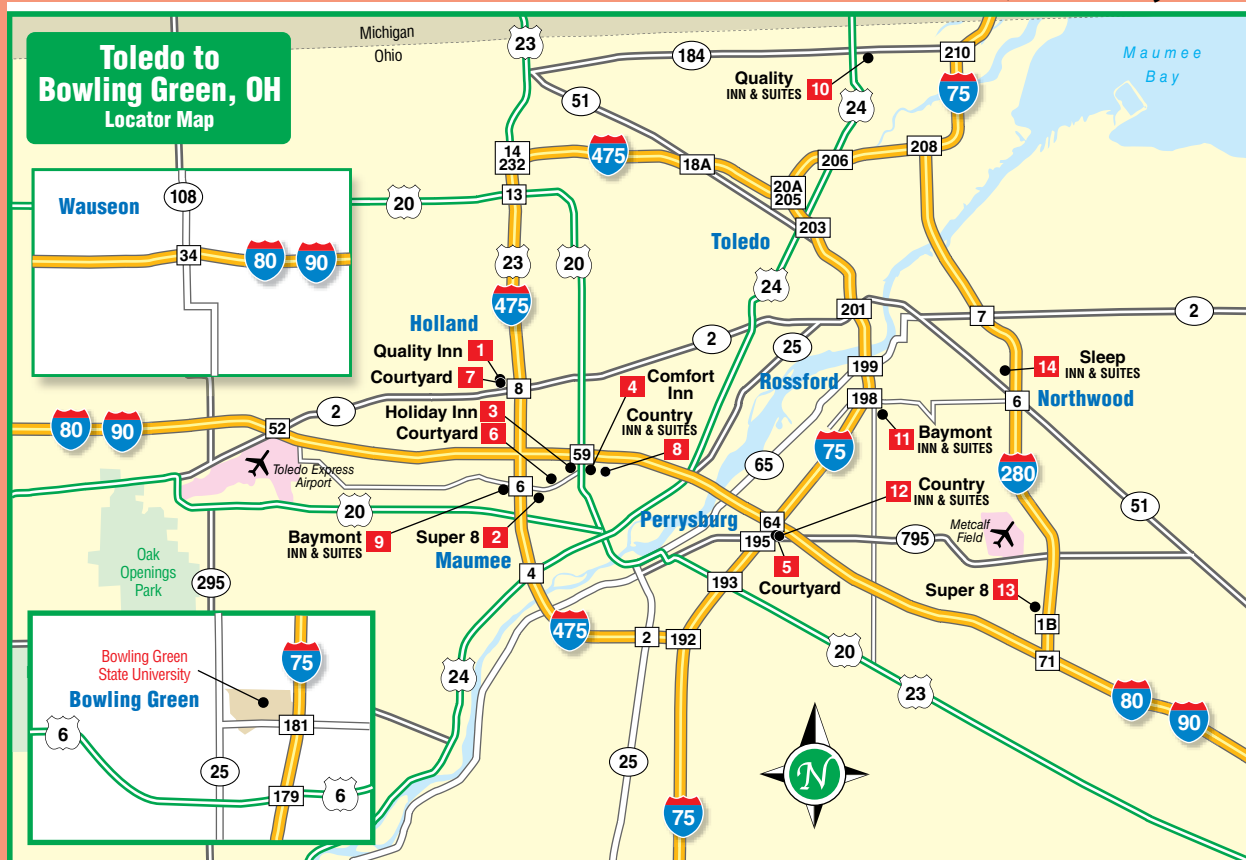 Toledo to
Bowling Green, OH
Locator Map
Michigan
Ohio
23
184
210
Maumee
Bay
Quality
INN & SUITES
10
51
24
75
14
232
475
18A
206
208
20A
205
203
Wauseon
108
34
80
90
20
13
23
20
Toledo
24
475
201
7
2
Holland
2
25
Quality Inn 1
Courtyard 7
8
199
Rossford
14
Sleep
INN & SUITES
4
Comfort
Inn
198
6
Northwood
Holiday Inn 3
Courtyard 6
Country
INN & SUITES
8
80
90
52
2
59
11
Baymont
INN & SUITES
75
Toledo Express
Airport
65
280
6
12
Country
INN & SUITES
51
20
Perrysburg
64
195
795
Metcalf
Field
Baymont
INN & SUITES
9
Super 8 2
Maumee
Oak
Openings
Park
295
4
193
5
Courtyard
Super 8 13
1B
71
475
2
192
20
Bowling Green
State University
75
Bowling Green
24
23
80
90
6
181
25
25
179
6
N
75